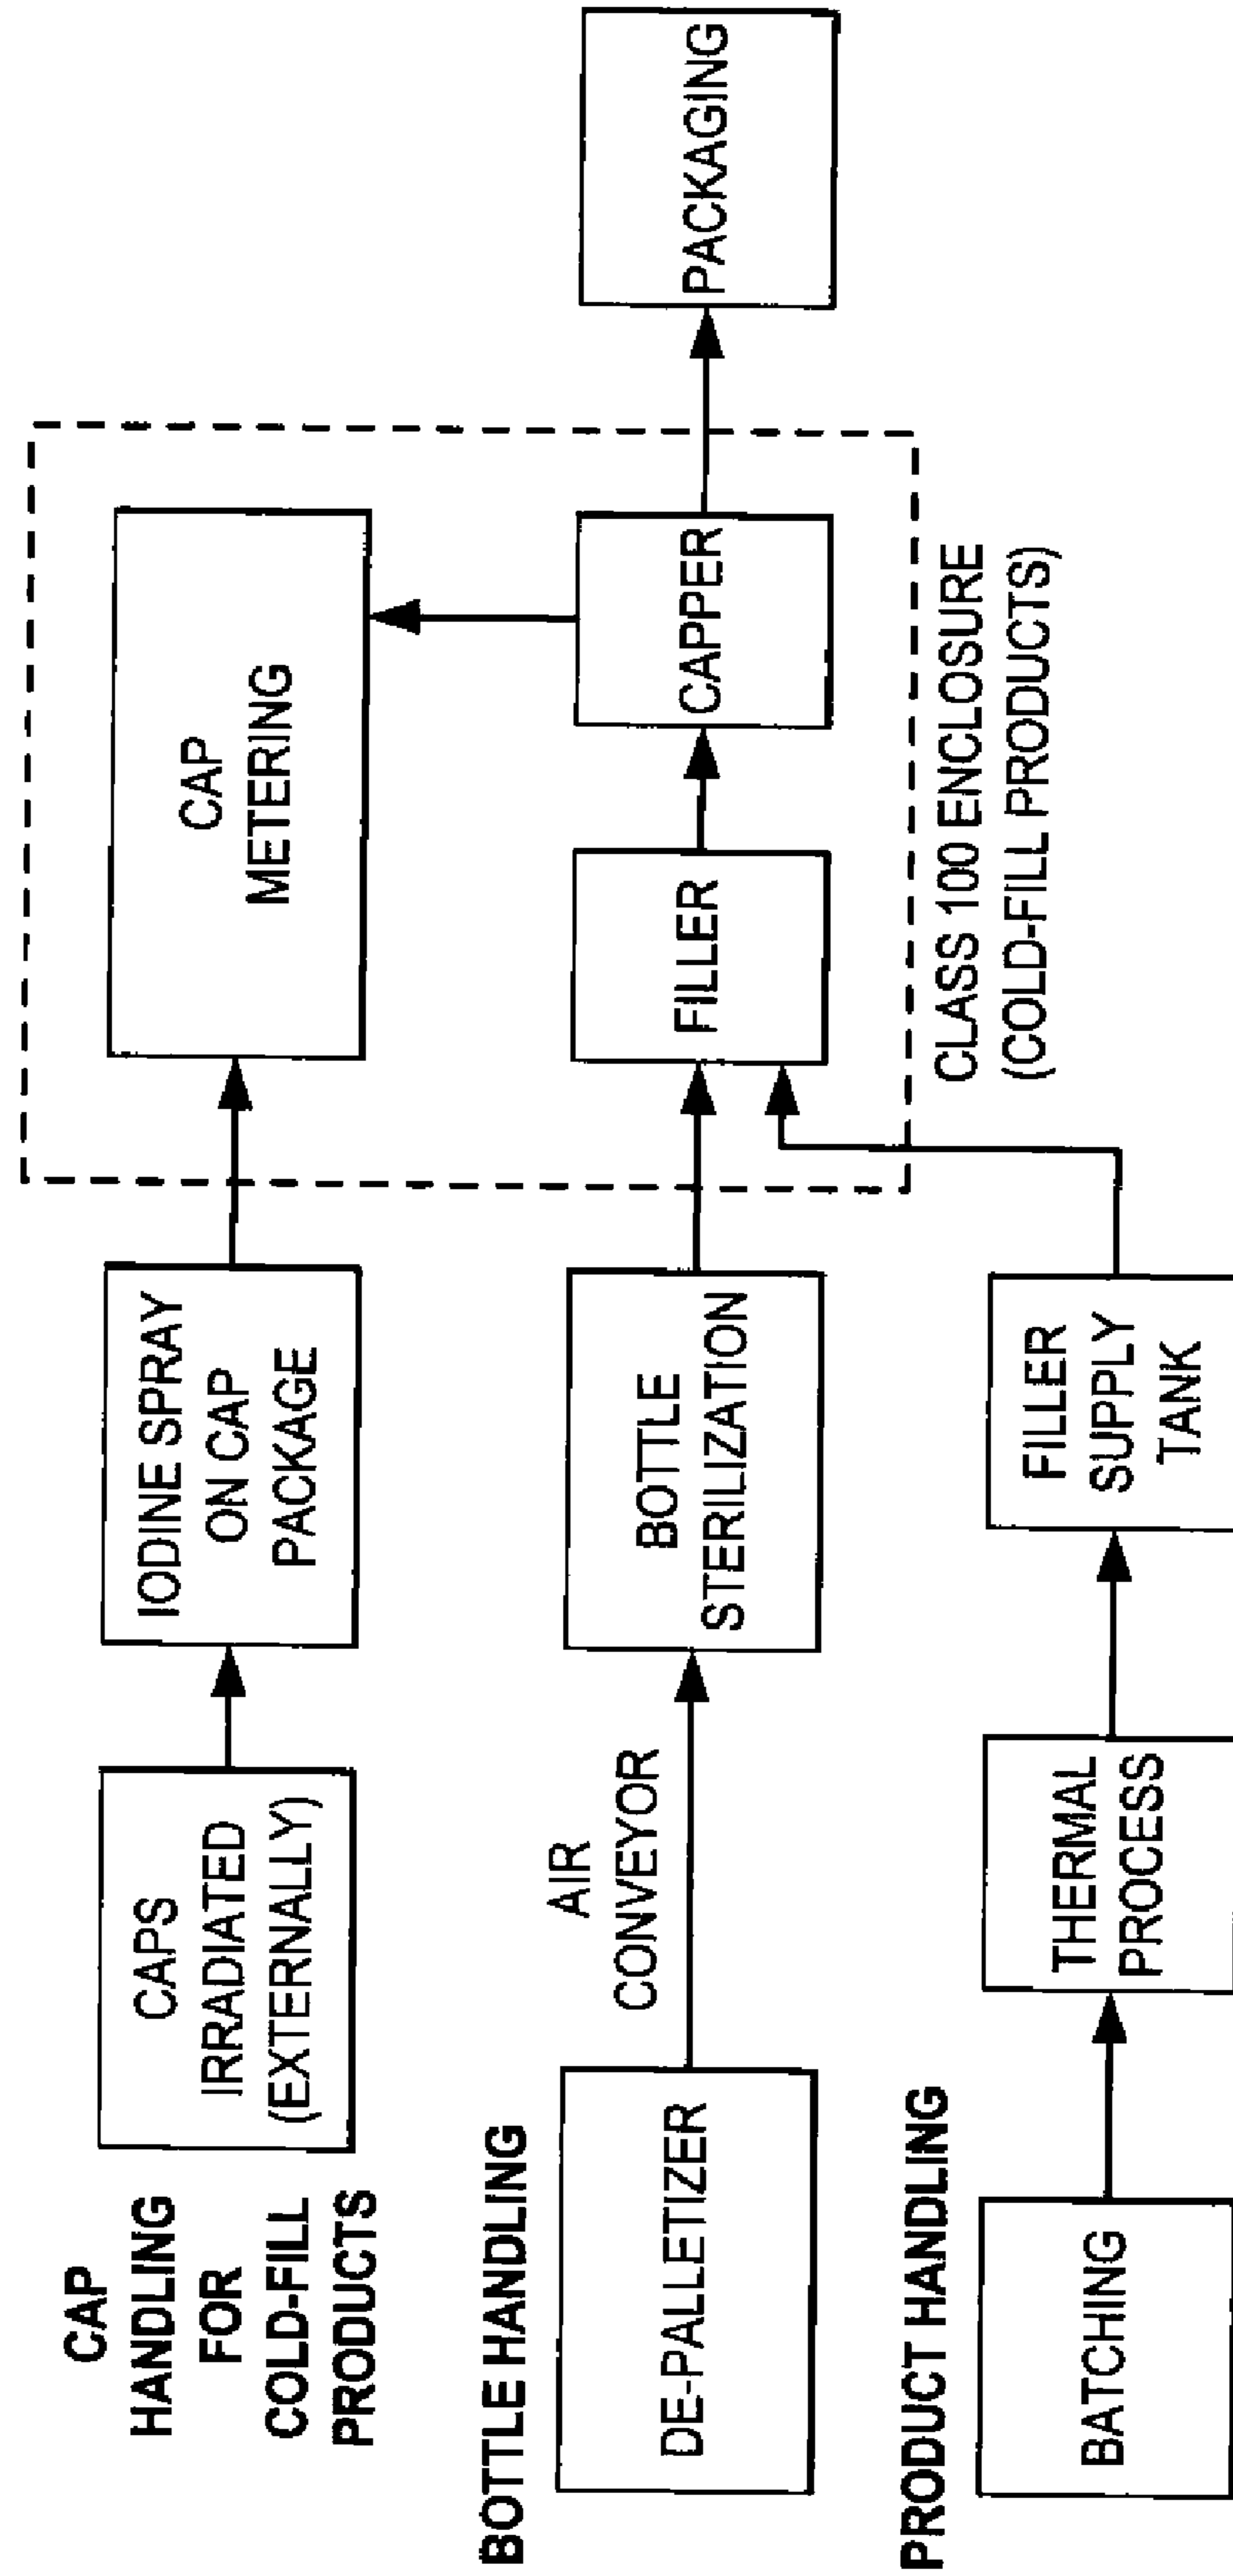 CAP
HANDLING
FOR
COLD-FILL
PRODUCTS
CAPS
IRRADIATED
(EXTERNALLY)
IODINE SPRAY
ON CAP
PACKAGE
CAP
METERING
BOTTLE HANDLING
DE-PALLETIZER
AIR
CONVEYOR
BOTTLE
STERILIZATION
FILLER
CAPPER
PACKAGING
PRODUCT HANDLING
BATCHING
THERMAL
PROCESS
FILLER
SUPPLY
TANK
CLASS 100 ENCLOSURE
(COLD-FILL PRODUCTS)